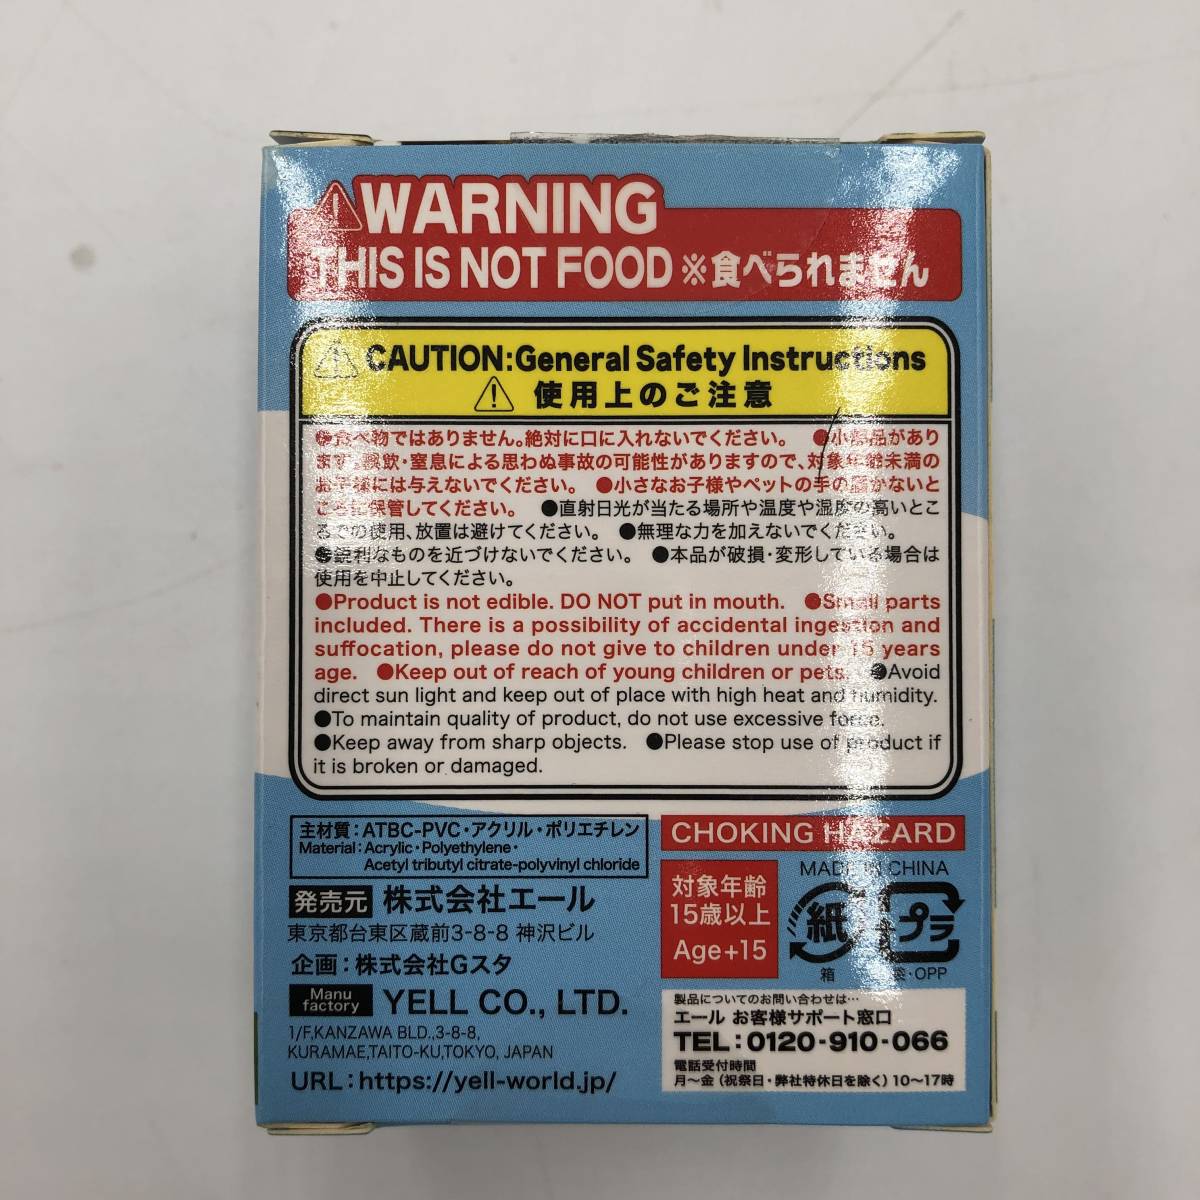 WARNING
THIS IS NOT FOOD ※食べられません
CAUTION:General Safety Instructions
使用上のご注意
●食べ物ではありません。絶対に口に入れないでください。 ●小部品があり
ます。誤飲・窒息による思わぬ事故の可能性がありますので、対象年齢未満の
お子様には与えないでください。 ●小さなお子様やペットの手の届かないと
ころに保管してください。 ●直射日光が当たる場所や温度や湿度の高いとこ
ろでの使用、放置は避けてください。 ●無理な力を加えないでください。
●鋭利なものを近づけないでください。 ●本品が破損・変形している場合は
使用を中止してください。
●Product is not edible. DO NOT put in mouth. ●Small parts
included. There is a possibility of accidental ingestion and
suffocation, please do not give to children under 15 years
age. ●Keep out of reach of young children or pets. ●Avoid
direct sun light and keep out of place with high heat and humidity.
●To maintain quality of product, do not use excessive force.
●Keep away from sharp objects. ●Please stop use of product if
it is broken or damaged.
主材質：ATBC-PVC・アクリル・ポリエチレン
Material：Acrylic・Polyethylene・
Acetyl tributyl citrate-polyvinyl chloride
発売元 株式会社エール
東京都台東区蔵前3-8-8 神沢ビル
企画：株式会社Gスタ
Manu
factory YELL CO., LTD.
1/F,KANZAWA BLD.,3-8-8,
KURAMAE,TAITO-KU,TOKYO, JAPAN
URL：https://yell-world.jp/
CHOKING HAZARD
対象年齢
15歳以上
Age+15
MADE IN CHINA
紙 プラ
箱 袋・OPP
製品についてのお問い合わせは…
エール お客様サポート窓口
TEL：0120-910-066
電話受付時間
月～金（祝祭日・弊社特休日を除く）10～17時